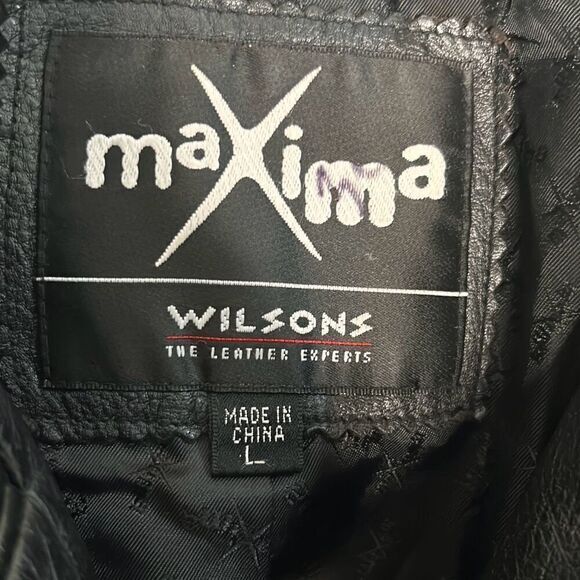 maXima
WILSONS
THE LEATHER EXPERTS
MADE IN
CHINA
L